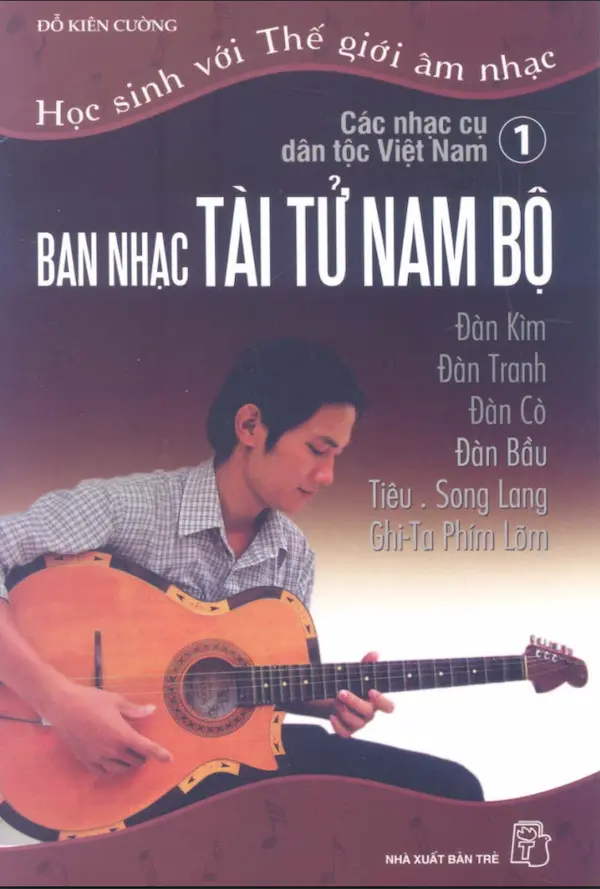 ĐỖ KIÊN CƯỜNG
Học sinh với Thế giới âm nhạc
Các nhạc cụ
dân tộc Việt Nam 1
BAN NHẠC TÀI TỬ NAM BỘ
Đàn Kìm
Đàn Tranh
Đàn Cò
Đàn Bầu
Tiêu . Song Lang
Ghi-Ta Phím Lõm
NHÀ XUẤT BẢN TRẺ